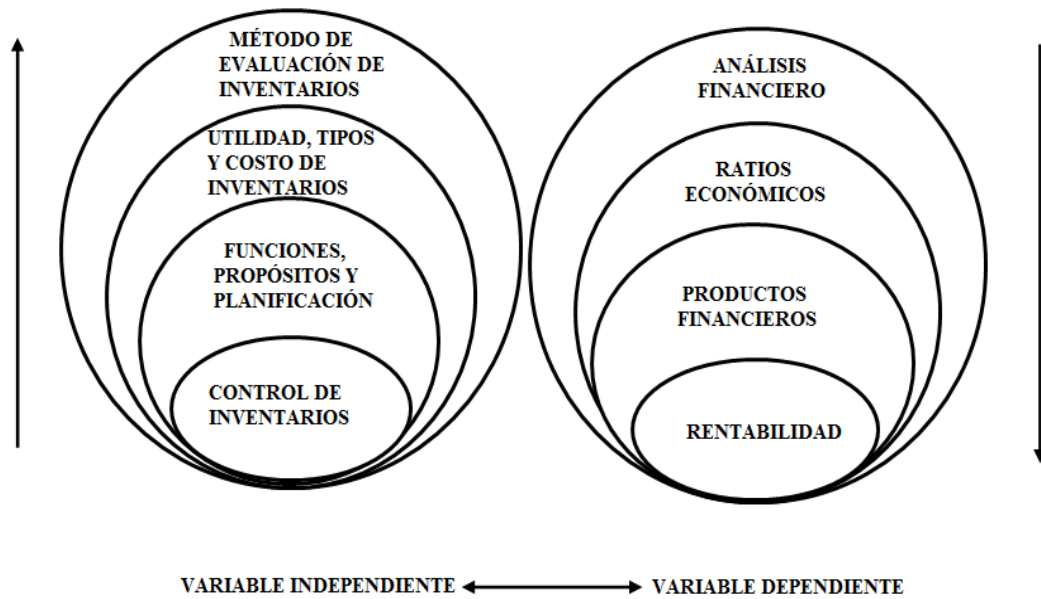 MÉTODO DE
EVALUACIÓN DE
INVENTARIOS
UTILIDAD, TIPOS
Y COSTO DE
INVENTARIOS
FUNCIONES,
PROPÓSITOS Y
PLANIFICACIÓN
CONTROL DE
INVENTARIOS
ANÁLISIS
FINANCIERO
RATIOS
ECONÓMICOS
PRODUCTOS
FINANCIEROS
RENTABILIDAD
VARIABLE INDEPENDIENTE
VARIABLE DEPENDIENTE